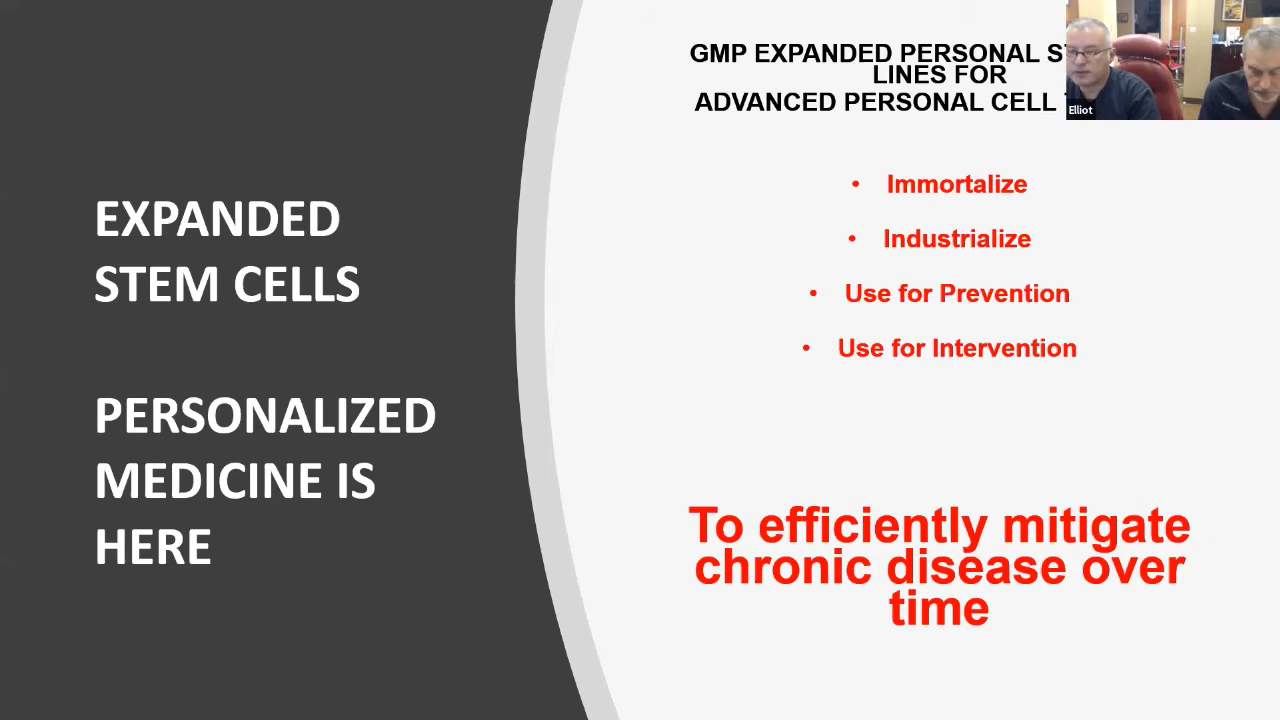 EXPANDED
STEM CELLS
PERSONALIZED
MEDICINE IS
HERE
GMP EXPANDED PERSONAL
LINES FOR
ADVANCED PERSONAL CELL
Elliot
• Immortalize
• Industrialize
• Use for Prevention
• Use for Intervention
To efficiently mitigate
chronic disease over
time